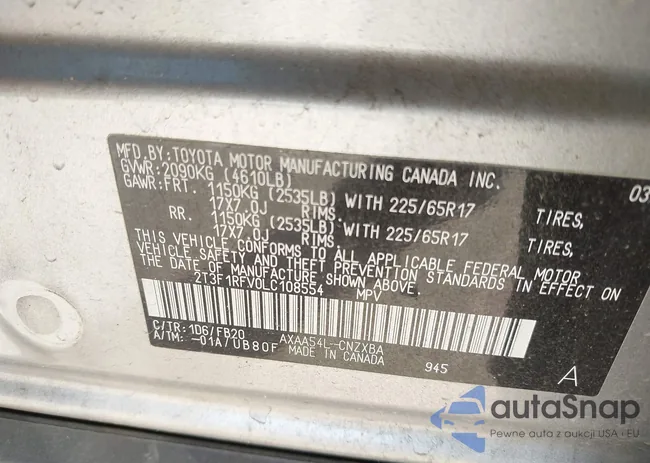 MFD.BY:TOYOTA MOTOR MANUFACTURING CANADA INC. 03
GVWR:2090KG (4610LB)
GAWR:FRT. 1150KG (2535LB) WITH 225/65R17 TIRES,
17X7.0J RIMS.
RR. 1150KG (2535LB) WITH 225/65R17 TIRES,
17X7.0J RIMS.
THIS VEHICLE CONFORMS TO ALL APPLICABLE FEDERAL MOTOR
VEHICLE SAFETY AND THEFT PREVENTION STANDARDS IN EFFECT ON
THE DATE OF MANUFACTURE SHOWN ABOVE.
2T3F1RFV0LC108554 MPV
C/TR:1D6/FB20 AXAA54L-CNZXBA
A/TM:-01A/UB80F MADE IN CANADA 945 A
autaSnap
Pewne auta z aukcji USA i EU